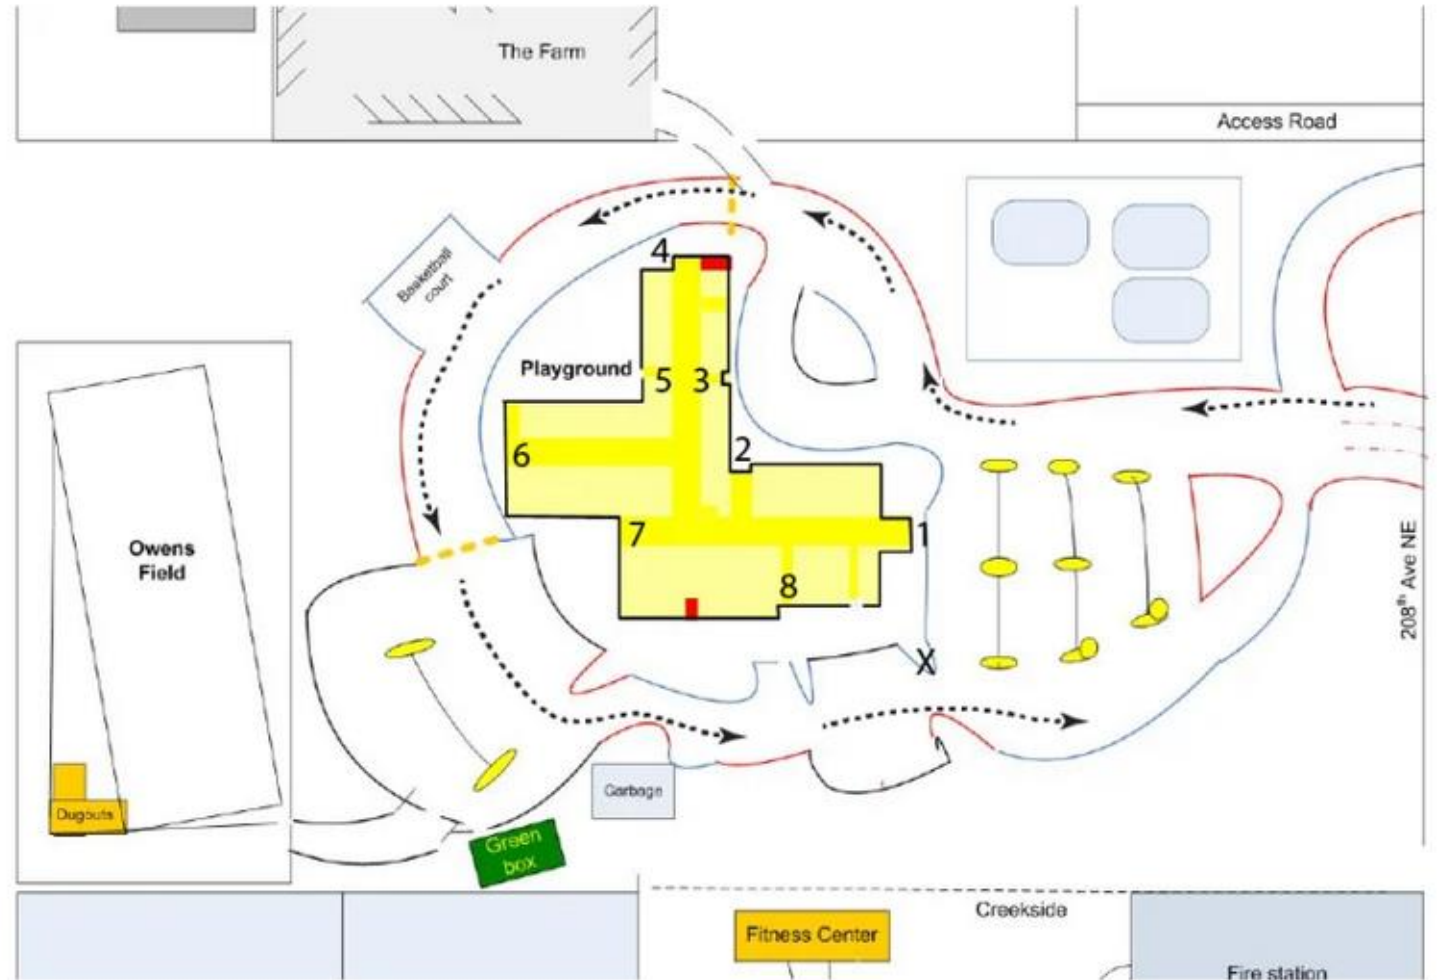 The Farm
Access Road
4
Basketball
court
Playground
5
3
2
6
7
1
8
Owens
Field
208th Ave NE
X
Garbage
Dugouts
Green
box
Creekside
Fitness Center
Fire station